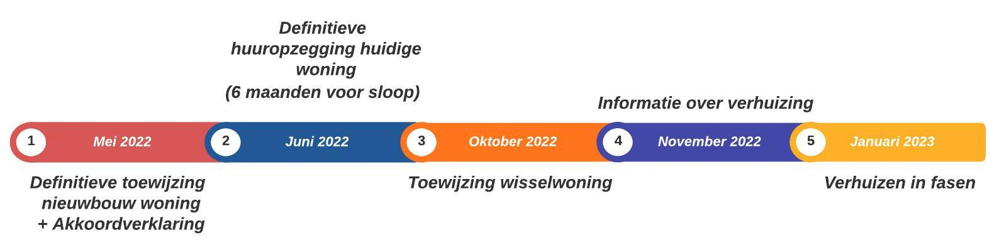 Definitieve
huuropzegging huidige
woning
(6 maanden voor sloop)
Informatie over verhuizing
1 Mei 2022 2 Juni 2022 3 Oktober 2022 4 November 2022 5 Januari 2023
Definitieve toewijzing
nieuwbouw woning
+ Akkoordverklaring
Toewijzing wisselwoning
Verhuizen in fasen